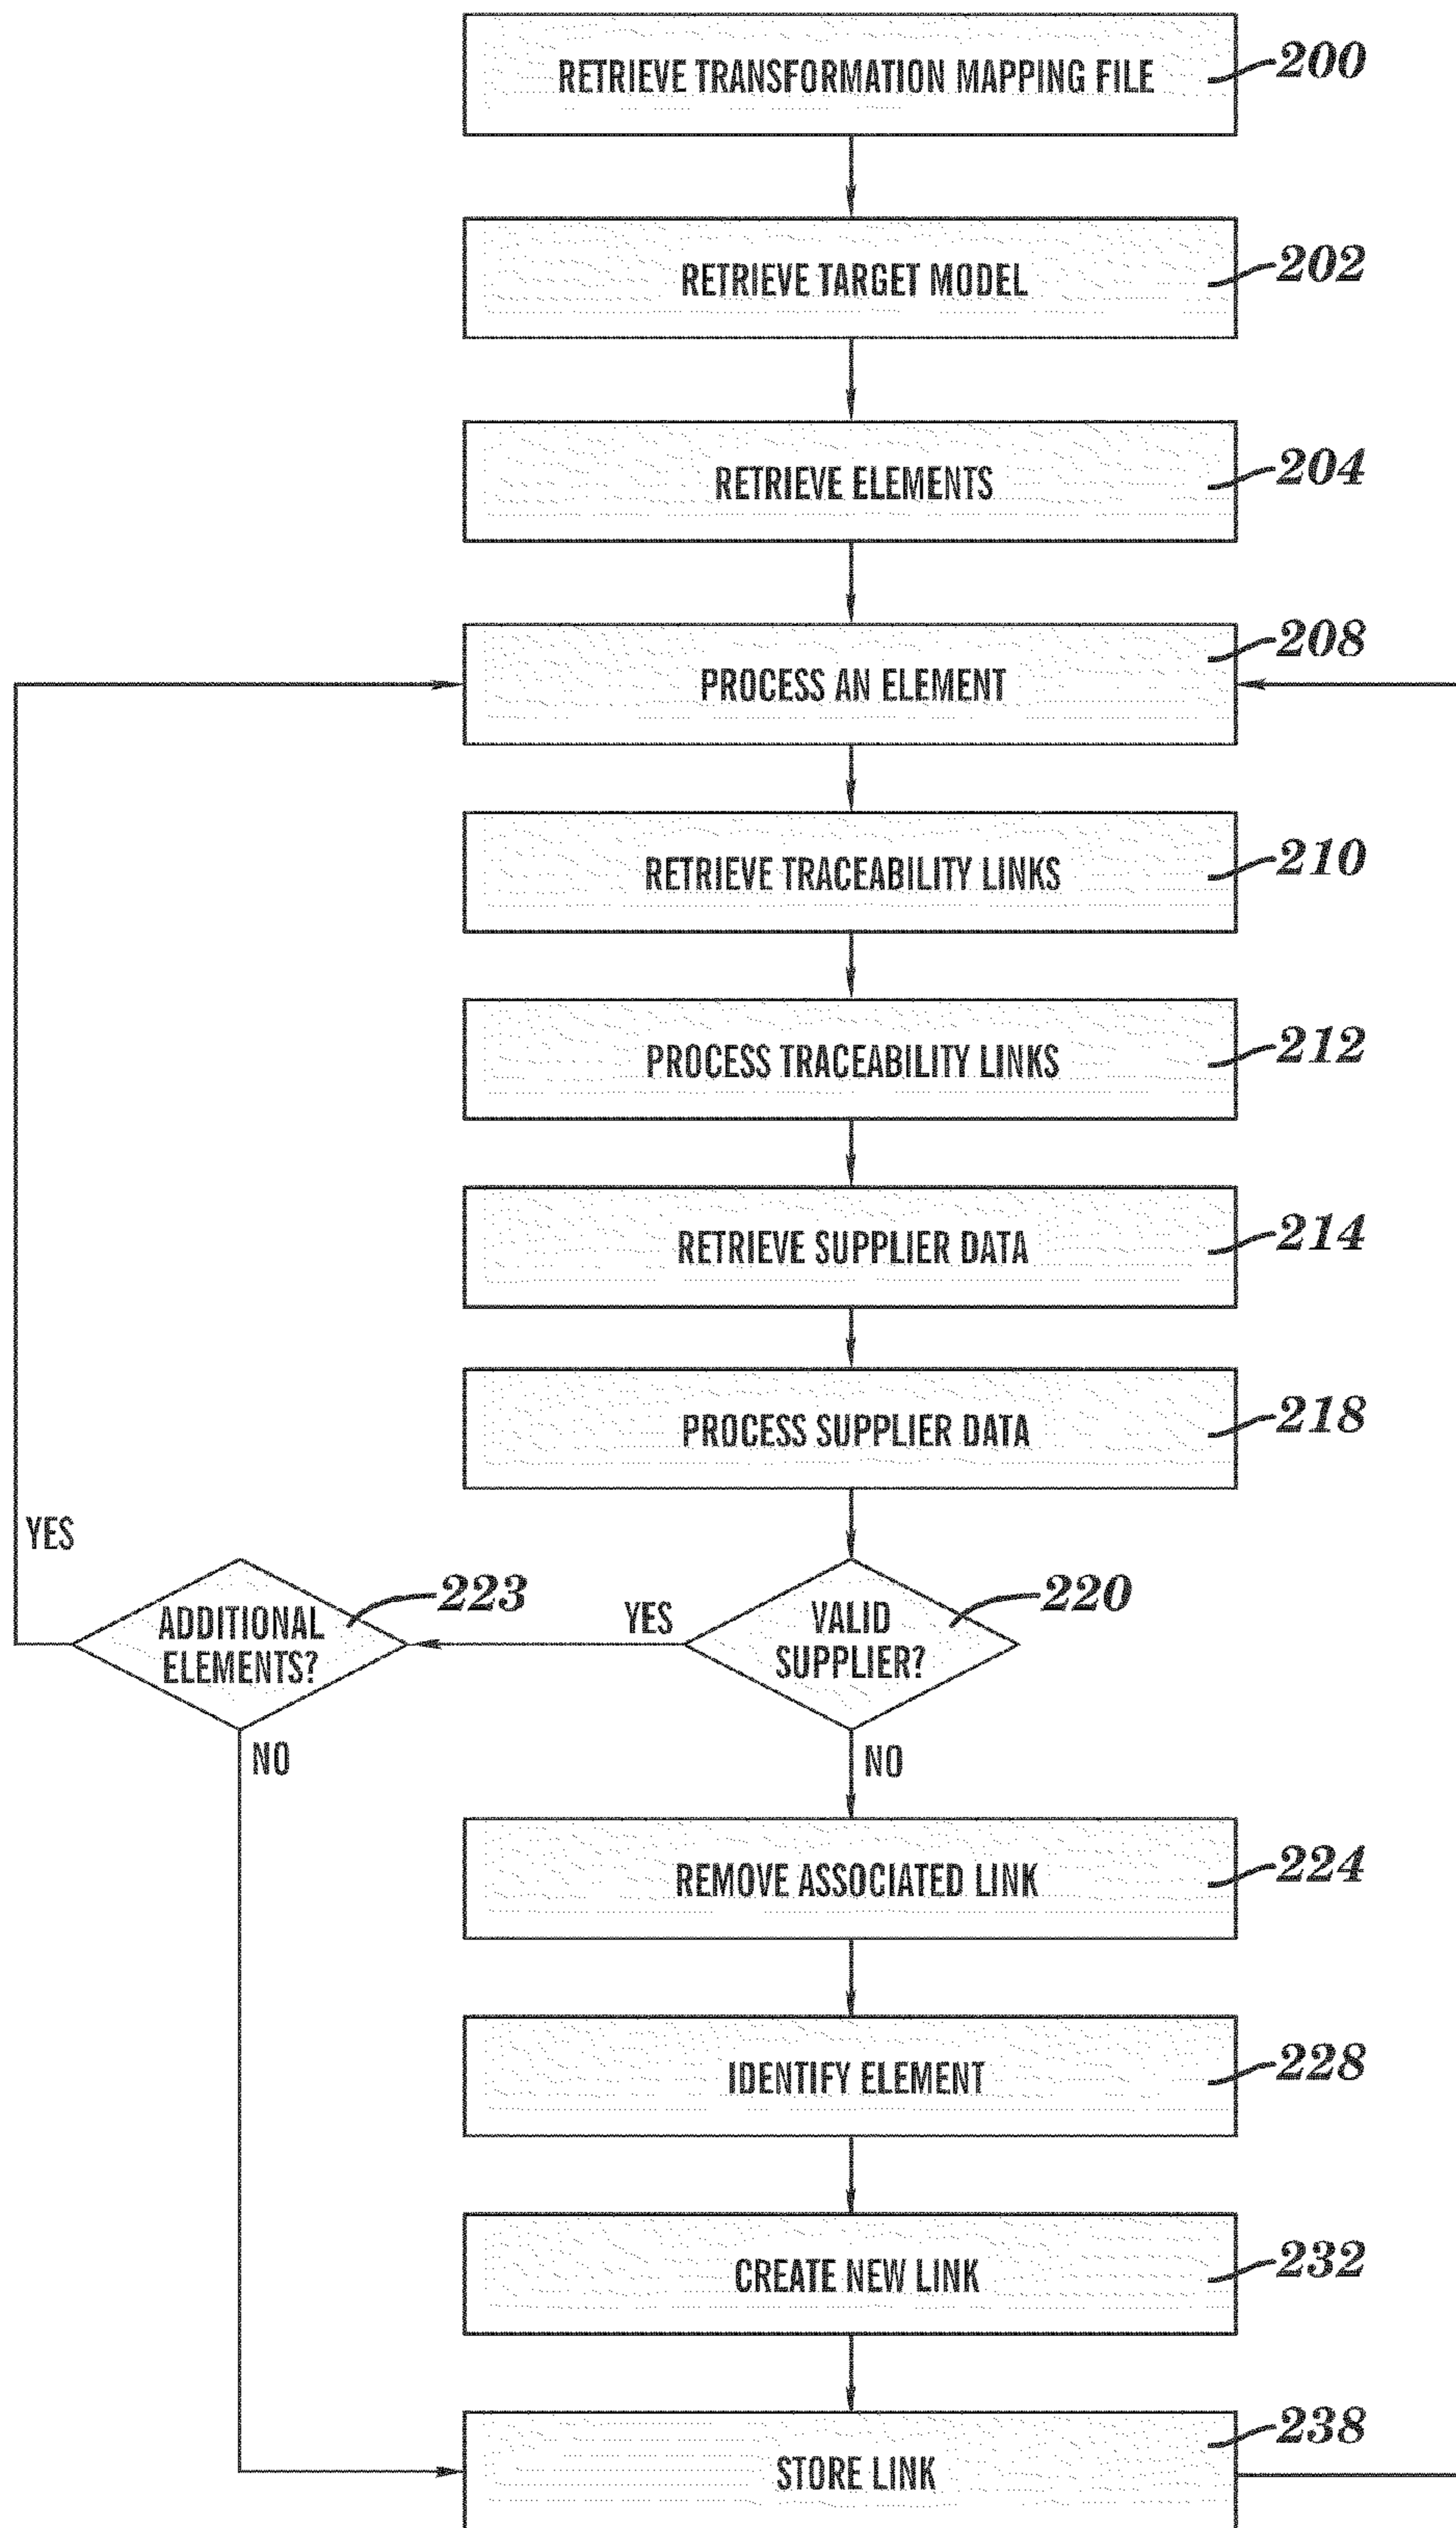 RETRIEVE TRANSFORMATION MAPPING FILE
200
RETRIEVE TARGET MODEL
202
RETRIEVE ELEMENTS
204
PROCESS AN ELEMENT
208
RETRIEVE TRACEABILITY LINKS
210
PROCESS TRACEABILITY LINKS
212
RETRIEVE SUPPLIER DATA
214
PROCESS SUPPLIER DATA
218
YES
ADDITIONAL
ELEMENTS?
223
YES
VALID
SUPPLIER?
220
NO
NO
REMOVE ASSOCIATED LINK
224
IDENTIFY ELEMENT
228
CREATE NEW LINK
232
STORE LINK
238